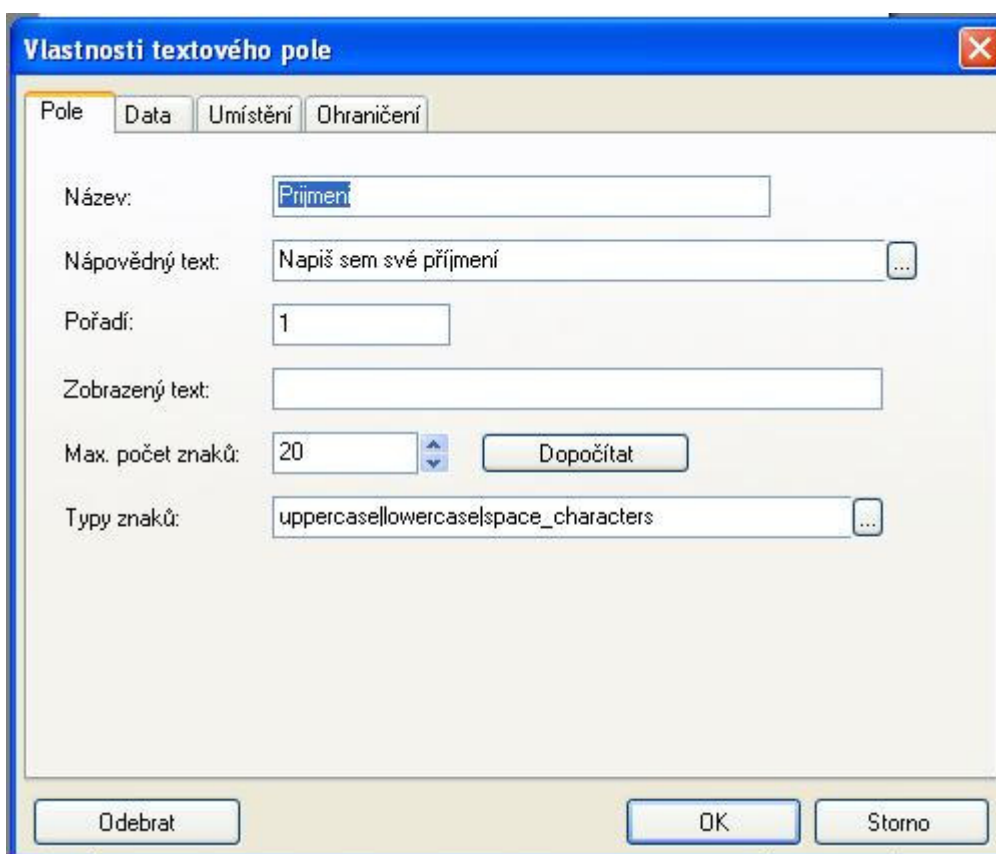 Vlastnosti textového pole
Pole Data Umístění Ohraničení
Název: Prijmeni
Nápovědný text: Napiš sem své příjmení ...
Pořadí: 1
Zobrazený text:
Max. počet znaků: 20 Dopočítat
Typy znaků: uppercase|lowercase|space_characters ...
Odebrat OK Storno